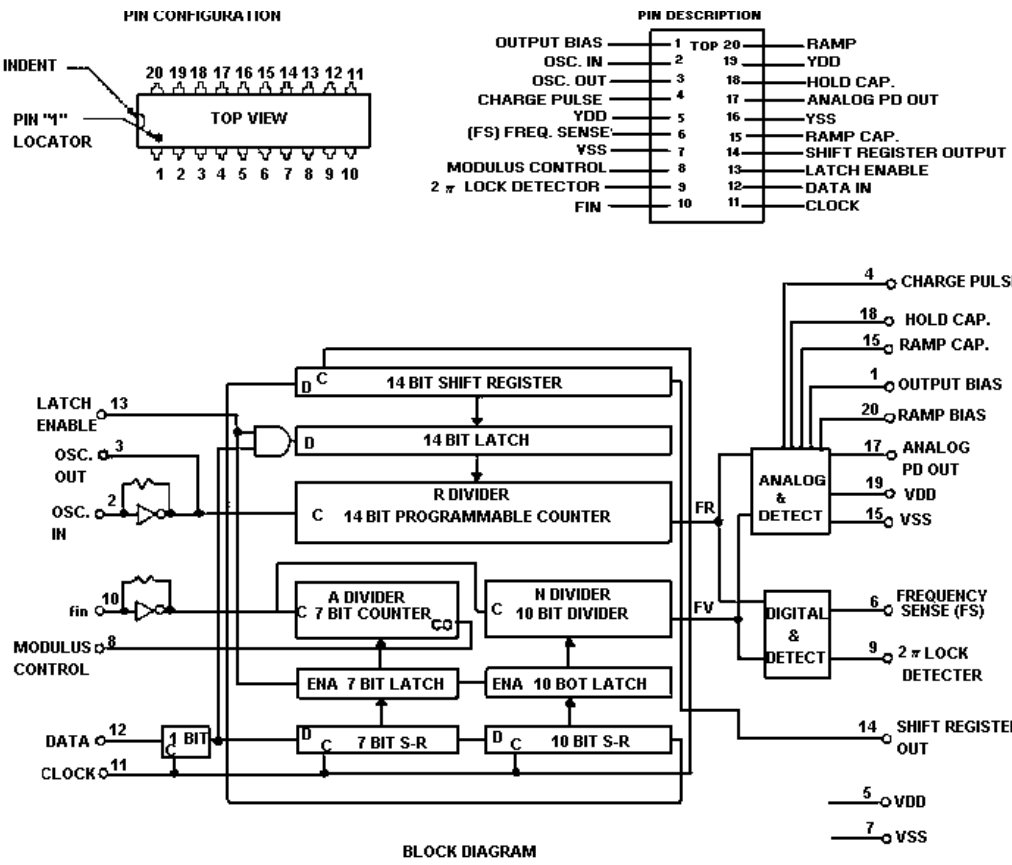 PIN CONFIGURATION
INDENT
20 19 18 17 16 15 14 13 12 11
PIN "1"
LOCATOR
TOP VIEW
1 2 3 4 5 6 7 8 9 10
PIN DESCRIPTION
OUTPUT BIAS 1 TOP 20 RAMP
OSC. IN 2 19 YDD
OSC. OUT 3 18 HOLD CAP.
CHARGE PULSE 4 17 ANALOG PD OUT
YDD 5 16 YSS
(FS) FREQ. SENSE 6 15 RAMP CAP.
VSS 7 14 SHIFT REGISTER OUTPUT
MODULUS CONTROL 8 13 LATCH ENABLE
2 π LOCK DETECTOR 9 12 DATA IN
FIN 10 11 CLOCK
4 CHARGE PULSE
18 HOLD CAP.
15 RAMP CAP.
1 OUTPUT BIAS
20 RAMP BIAS
17 ANALOG
PD OUT
19 VDD
15 VSS
D C 14 BIT SHIFT REGISTER
LATCH 13
ENABLE
D 14 BIT LATCH
3
OSC.
OUT
R DIVIDER
C 14 BIT PROGRAMMABLE COUNTER
2
OSC.
IN
FR
ANALOG
&
DETECT
fin 10
A DIVIDER
C 7 BIT COUNTER
CO
N DIVIDER
C 10 BIT DIVIDER
FV
DIGITAL
&
DETECT
6 FREQUENCY
SENSE (FS)
9 2 π LOCK
DETECTER
MODULUS 8
CONTROL
ENA 7 BIT LATCH
ENA 10 BOT LATCH
DATA 12
1 BIT
C
D
C 7 BIT S-R
D
C 10 BIT S-R
CLOCK 11
14 SHIFT REGISTER
OUT
5 VDD
7 VSS
BLOCK DIAGRAM